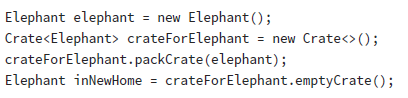 Elephant elephant = new Elephant();
Crate<Elephant> crateForElephant = new Crate<>();
crateForElephant.packCrate(elephant);
Elephant inNewHome = crateForElephant.emptyCrate();